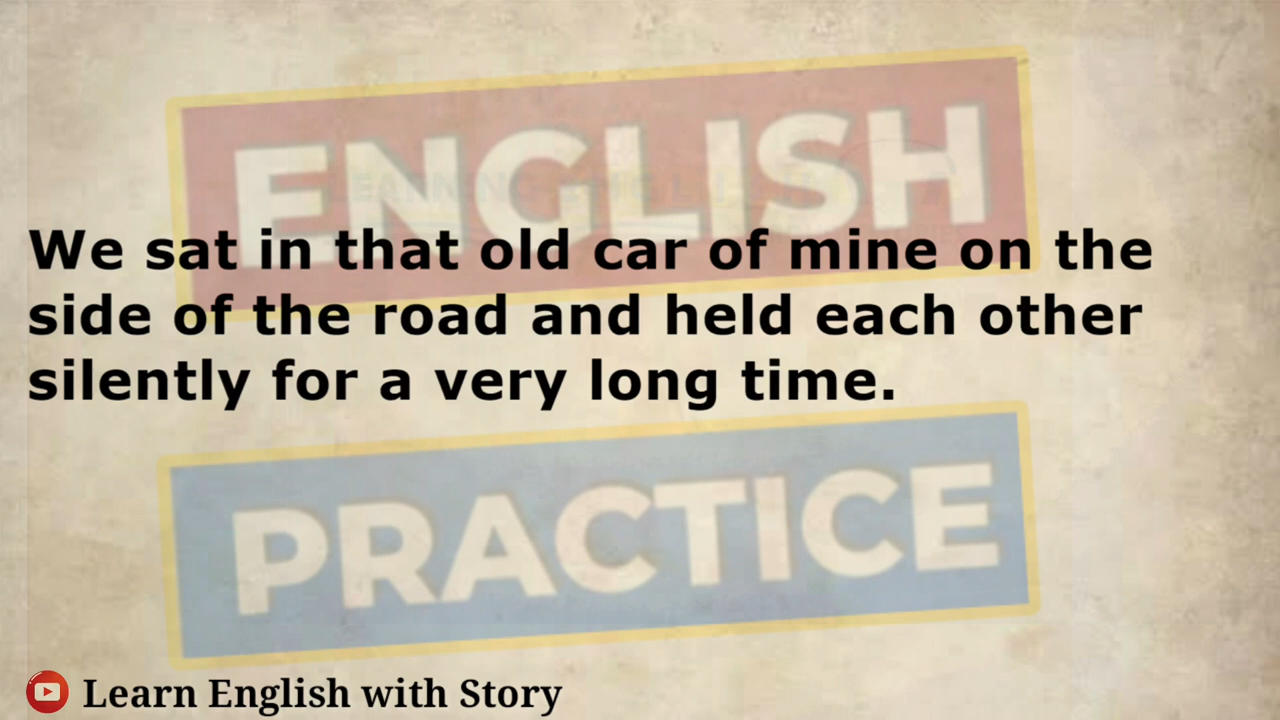 ENGLISH
We sat in that old car of mine on the
side of the road and held each other
silently for a very long time.
PRACTICE
Learn English with Story